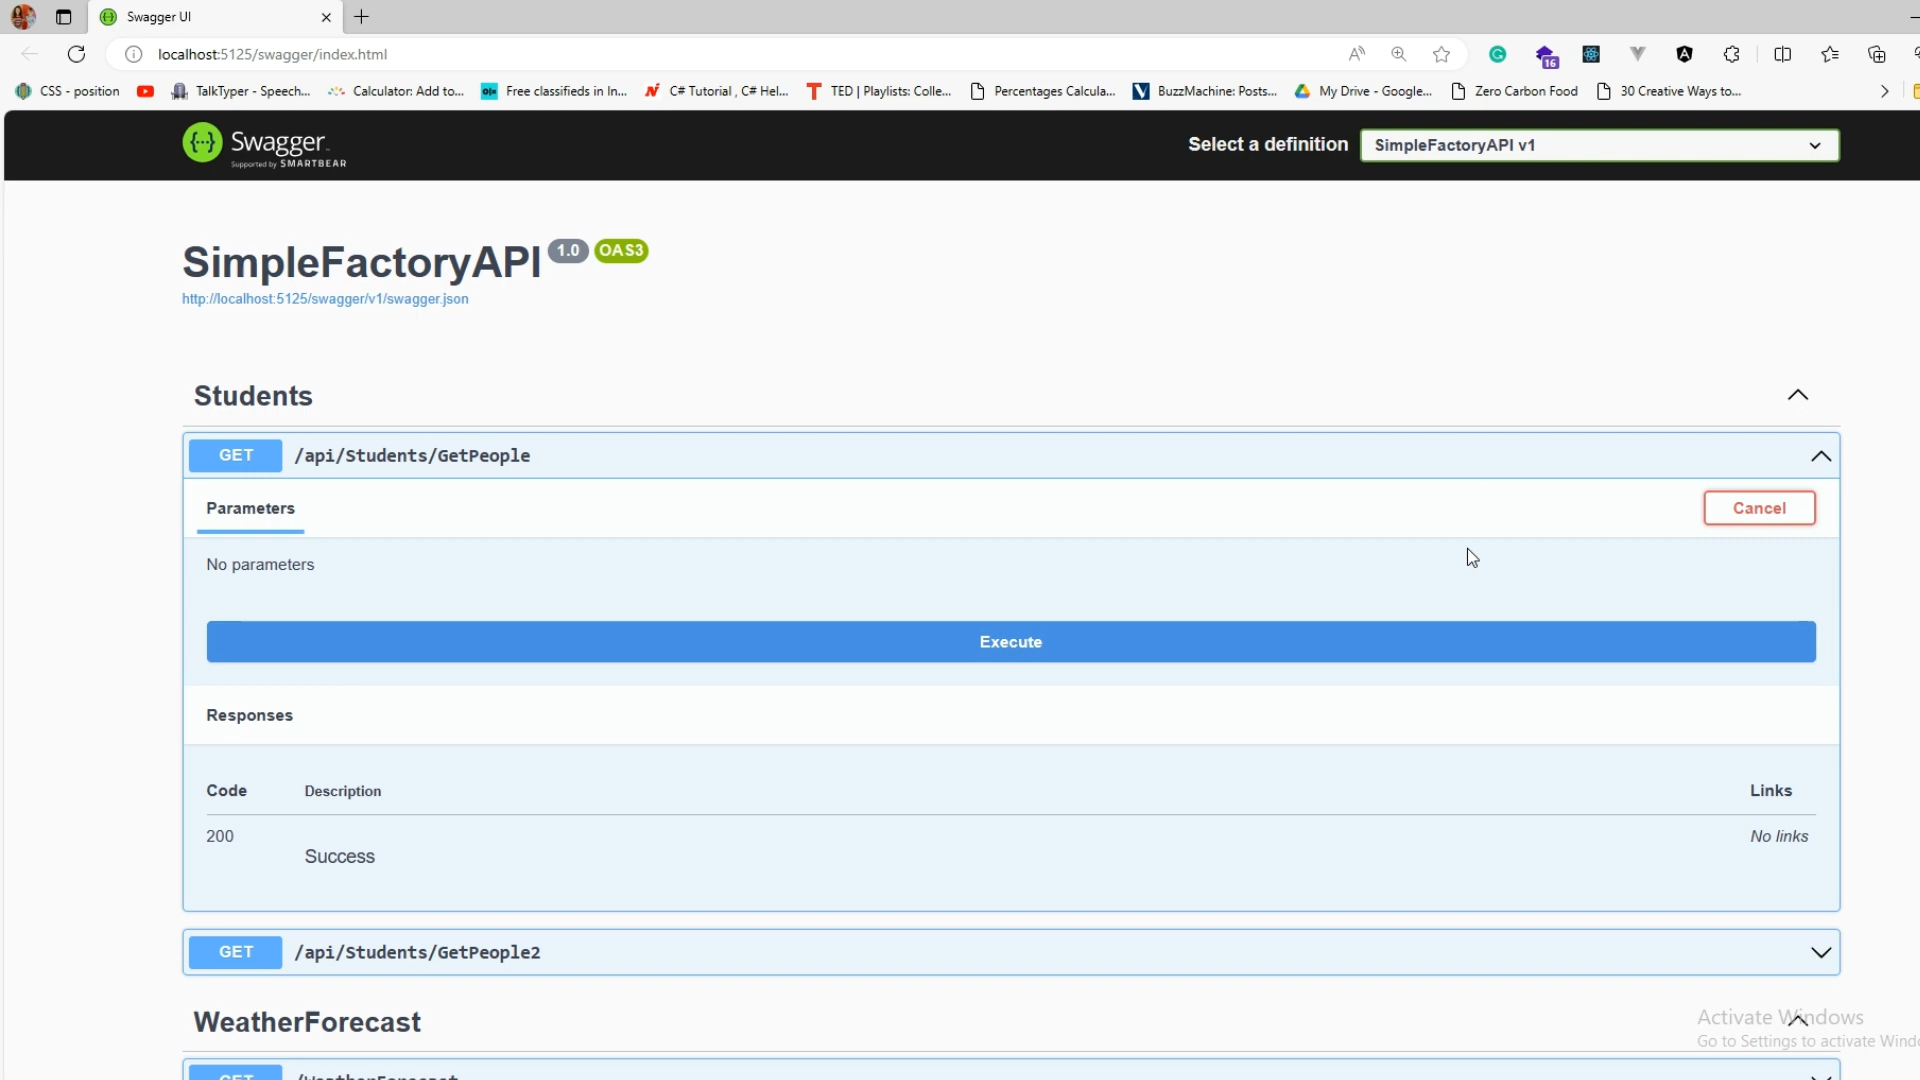 Swagger UI
localhost:5125/swagger/index.html
16
CSS - position
TalkTyper - Speech...
Calculator: Add to...
olx
Free classifieds in In...
C# Tutorial , C# Hel...
TED | Playlists: Colle...
Percentages Calcula...
BuzzMachine: Posts...
My Drive - Google...
Zero Carbon Food
30 Creative Ways to...
Swagger
Supported by SMARTBEAR
Select a definition
SimpleFactoryAPI v1
SimpleFactoryAPI 1.0 OAS3
http://localhost:5125/swagger/v1/swagger.json
Students
GET /api/Students/GetPeople
Parameters
Cancel
No parameters
Execute
Responses
Code Description Links
200 No links
Success
GET /api/Students/GetPeople2
WeatherForecast
Activate Windows
Go to Settings to activate Wind
GET /WeatherForecast